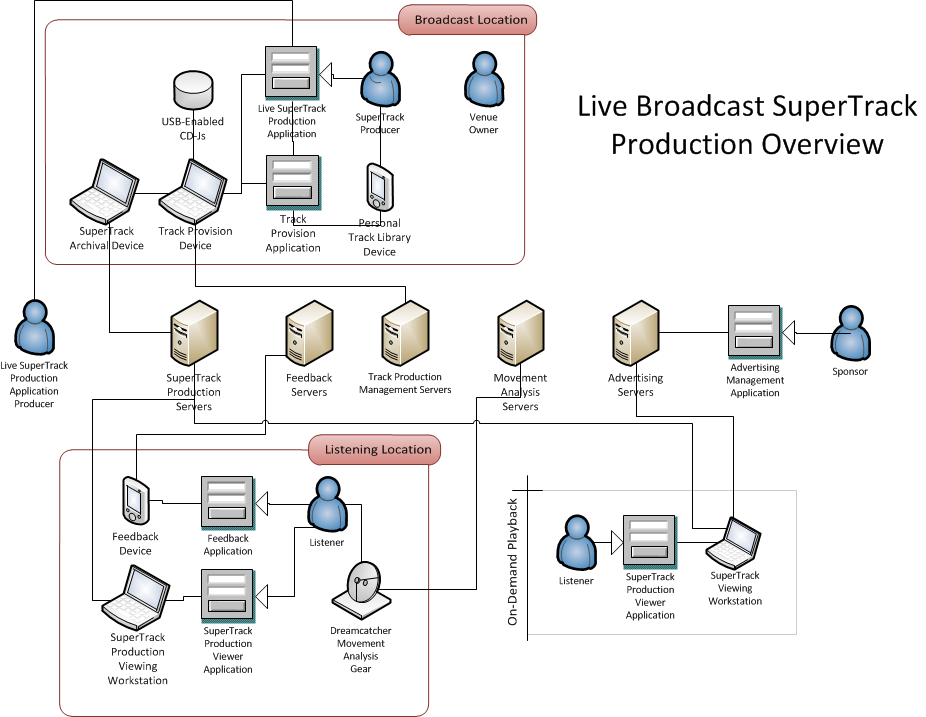 Broadcast Location
Live Broadcast SuperTrack
Production Overview
USB-Enabled
CD-Js
Live SuperTrack
Production
Application
SuperTrack
Producer
Venue
Owner
SuperTrack
Archival Device
Track Provision
Device
Track
Provision
Application
Personal
Track Library
Device
Live SuperTrack
Production
Application
Producer
SuperTrack
Production
Servers
Feedback
Servers
Track Production
Management Servers
Movement
Analysis
Servers
Advertising
Servers
Advertising
Management
Application
Sponsor
Listening Location
Feedback
Device
Feedback
Application
Listener
SuperTrack
Production
Viewing
Workstation
SuperTrack
Production
Viewer
Application
Dreamcatcher
Movement
Analysis
Gear
On-Demand Playback
Listener
SuperTrack
Production
Viewer
Application
SuperTrack
Viewing
Workstation